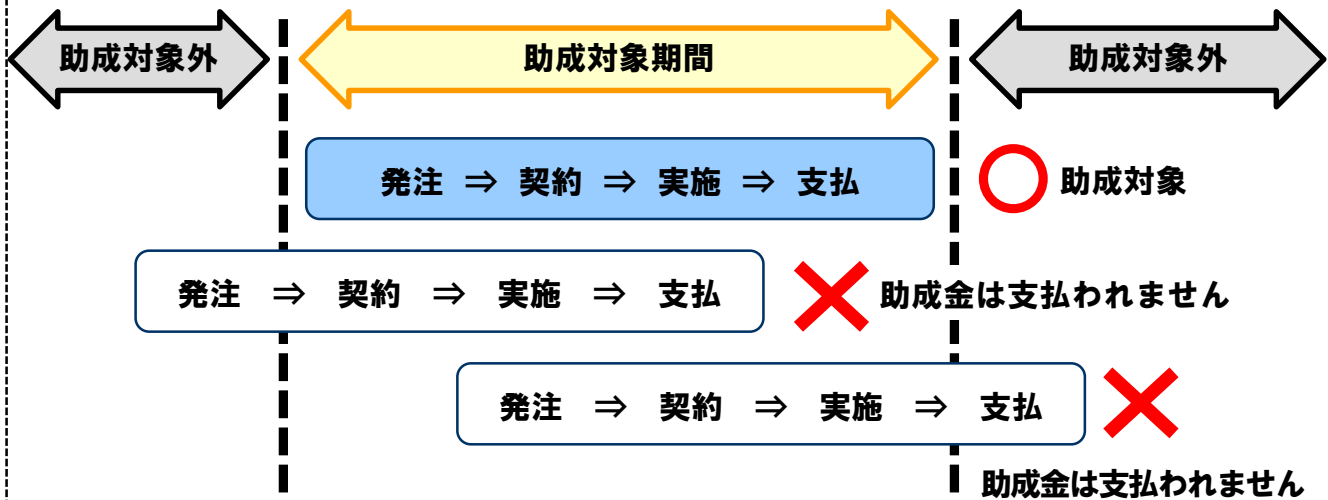 助成対象外 助成対象期間 助成対象外
発注 ⇒ 契約 ⇒ 実施 ⇒ 支払 助成対象
発注 ⇒ 契約 ⇒ 実施 ⇒ 支払 助成金は支払われません
発注 ⇒ 契約 ⇒ 実施 ⇒ 支払
助成金は支払われません